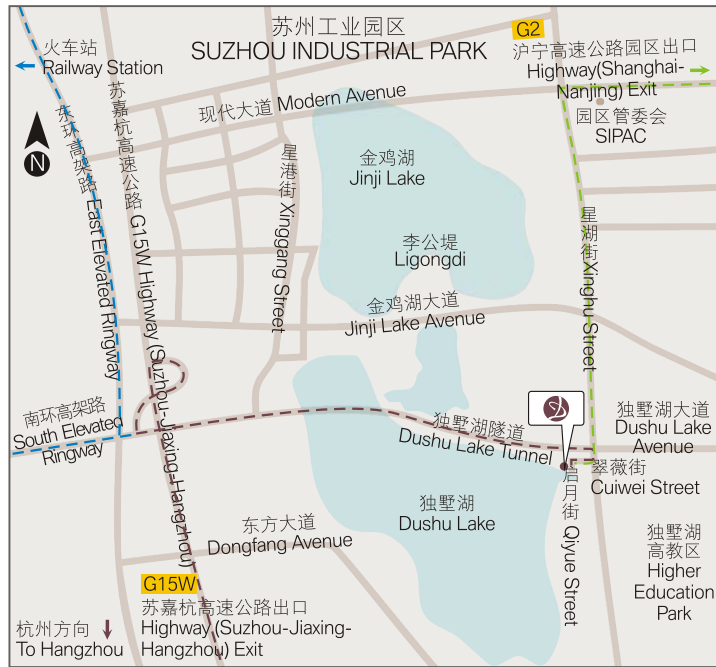 苏州工业园区
SUZHOU INDUSTRIAL PARK
G2
火车站
Railway Station
沪宁高速公路园区出口
Highway(Shanghai-
Nanjing) Exit
苏嘉杭高速公路 G15W Highway (Suzhou-Jiaxing-Hangzhou)
东环高架路 East Elevated Ringway
现代大道 Modern Avenue
园区管委会
SIPAC
N
星港街 Xinggang Street
金鸡湖
Jinji Lake
星湖街 Xinghu Street
李公堤
Ligongdi
金鸡湖大道
Jinji Lake Avenue
南环高架路
South Elevated
Ringway
独墅湖隧道
Dushu Lake Tunnel
独墅湖大道
Dushu Lake
Avenue
翠薇街
Cuiwei Street
启月街 Qiyue Street
独墅湖
Dushu Lake
东方大道
Dongfang Avenue
独墅湖
高教区
Higher
Education
Park
G15W
苏嘉杭高速公路出口
Highway (Suzhou-Jiaxing-
Hangzhou) Exit
杭州方向
To Hangzhou